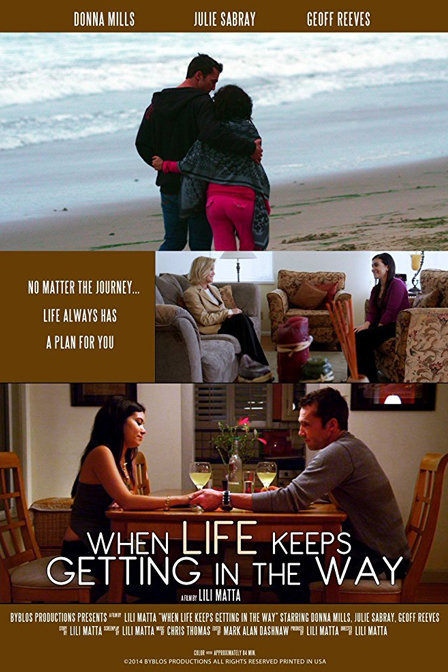 DONNA MILLS JULIE SABRAY GEOFF REEVES
NO MATTER THE JOURNEY...
LIFE ALWAYS HAS
A PLAN FOR YOU
WHEN LIFE KEEPS
GETTING IN THE WAY
A FILM BY LILI MATTA
BYBLOS PRODUCTIONS PRESENTS A FILM BY LILI MATTA "WHEN LIFE KEEPS GETTING IN THE WAY" STARRING DONNA MILLS, JULIE SABRAY, GEOFF REEVES
LILI MATTA LILI MATTA CHRIS THOMAS MARK ALAN DASHNAW LILI MATTA LILI MATTA
COLOR APPROXIMATELY 84 MIN.
©2014 BYBLOS PRODUCTIONS ALL RIGHTS RESERVED PRINTED IN USA